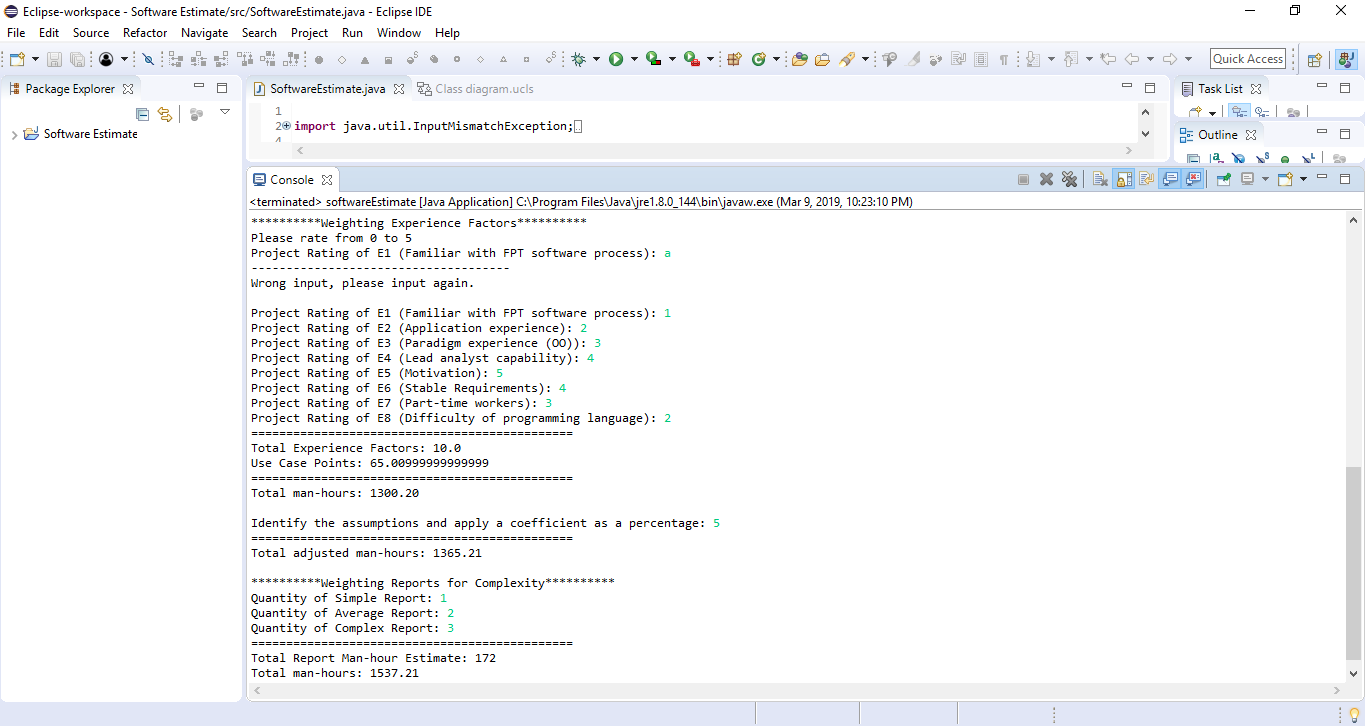 Eclipse-workspace - Software Estimate/src/SoftwareEstimate.java - Eclipse IDE
File Edit Source Refactor Navigate Search Project Run Window Help
Quick Access
Package Explorer
SoftwareEstimate.java
Class diagram.ucls
Task List
1
2 import java.util.InputMismatchException;
Software Estimate
Outline
Console
<terminated> softwareEstimate [Java Application] C:\Program Files\Java\jre1.8.0_144\bin\javaw.exe (Mar 9, 2019, 10:23:10 PM)
**********Weighting Experience Factors**********
Please rate from 0 to 5
Project Rating of E1 (Familiar with FPT software process): a
-------------------------------------
Wrong input, please input again.
Project Rating of E1 (Familiar with FPT software process): 1
Project Rating of E2 (Application experience): 2
Project Rating of E3 (Paradigm experience (OO)): 3
Project Rating of E4 (Lead analyst capability): 4
Project Rating of E5 (Motivation): 5
Project Rating of E6 (Stable Requirements): 4
Project Rating of E7 (Part-time workers): 3
Project Rating of E8 (Difficulty of programming language): 2
==============================================
Total Experience Factors: 10.0
Use Case Points: 65.00999999999999
==============================================
Total man-hours: 1300.20
Identify the assumptions and apply a coefficient as a percentage: 5
==============================================
Total adjusted man-hours: 1365.21
**********Weighting Reports for Complexity**********
Quantity of Simple Report: 1
Quantity of Average Report: 2
Quantity of Complex Report: 3
==============================================
Total Report Man-hour Estimate: 172
Total man-hours: 1537.21